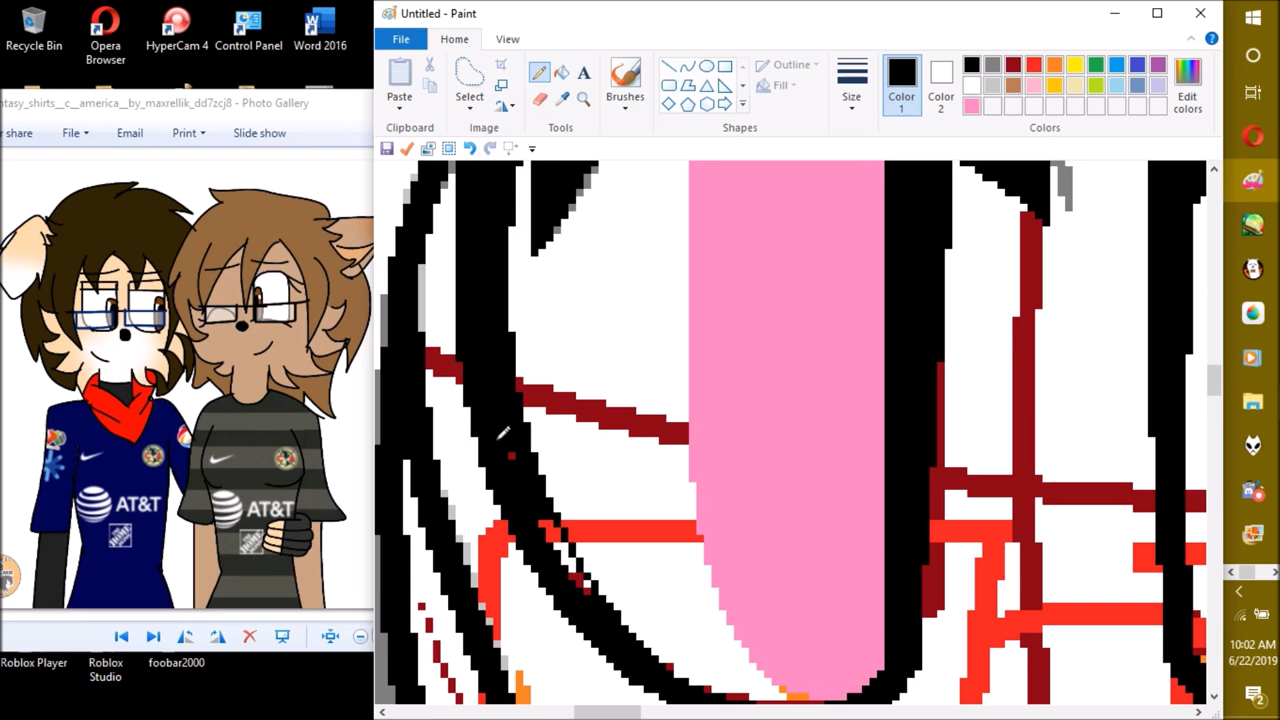 Recycle Bin
Opera Browser
HyperCam 4
Control Panel
Word 2016
ntasy_shirts__c__america__by_maxrellik_dd7zcj8 - Photo Gallery
r share
File
Email
Print
Slide show
AT&T
AT&T
Roblox Player
Roblox Studio
foobar2000
Untitled - Paint
File
Home
View
Paste
Select
Brushes
Outline
Fill
Size
Color 1
Color 2
Edit colors
Clipboard
Image
Tools
Shapes
Colors
10:02 AM
6/22/2019
2